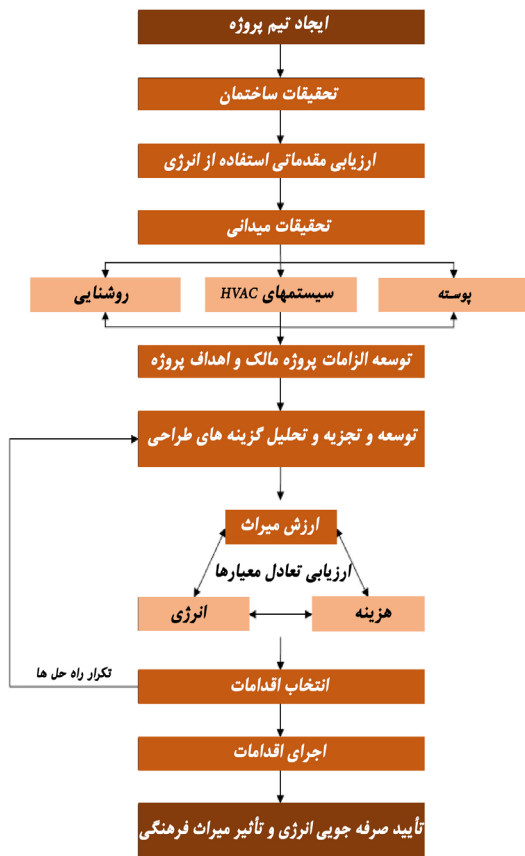 ایجاد تیم پروژه
تحقیقات ساختمان
ارزیابی مقدماتی استفاده از انرژی
تحقیقات میدانی
پوسته
سیستمهای HVAC
روشنایی
توسعه الزامات پروژه مالک و اهداف پروژه
توسعه و تجزیه و تحلیل گزینه های طراحی
ارزش میراث
ارزیابی تعادل معیارها
هزینه
انرژی
تکرار راه حل ها
انتخاب اقدامات
اجرای اقدامات
تأیید صرفه جویی انرژی و تأثیر میراث فرهنگی